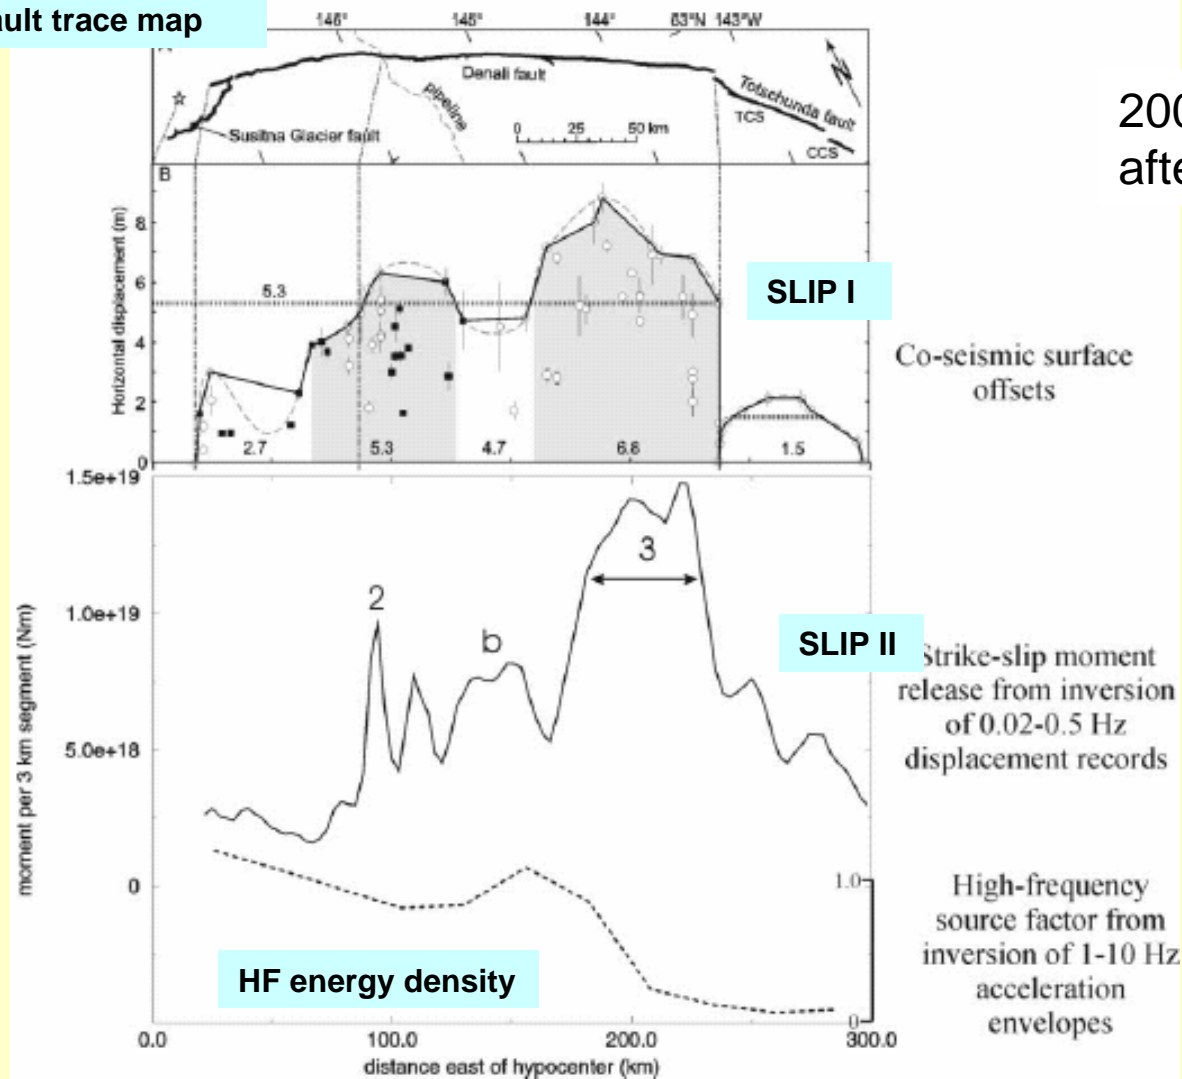 ault trace map
146° 145° 144° 63°N 143°W
Denali fault
Totschunda fault
pipeline
TCS
0 25 50 km
Susitna Glacier fault
CCS
200
afte
B
Horizontal displacement (m)
8
6
5.3
SLIP I
4
Co-seismic surface
offsets
2
2.7 5.3 4.7 6.8 1.5
0
1.5e+19
3
2
1.0e+19
b
SLIP II
Strike-slip moment
release from inversion
of 0.02-0.5 Hz
displacement records
5.0e+18
moment per 3 km segment (Nm)
0
1.0
High-frequency
source factor from
inversion of 1-10 Hz
acceleration
envelopes
HF energy density
0
0.0 100.0 200.0 300.0
distance east of hypocenter (km)